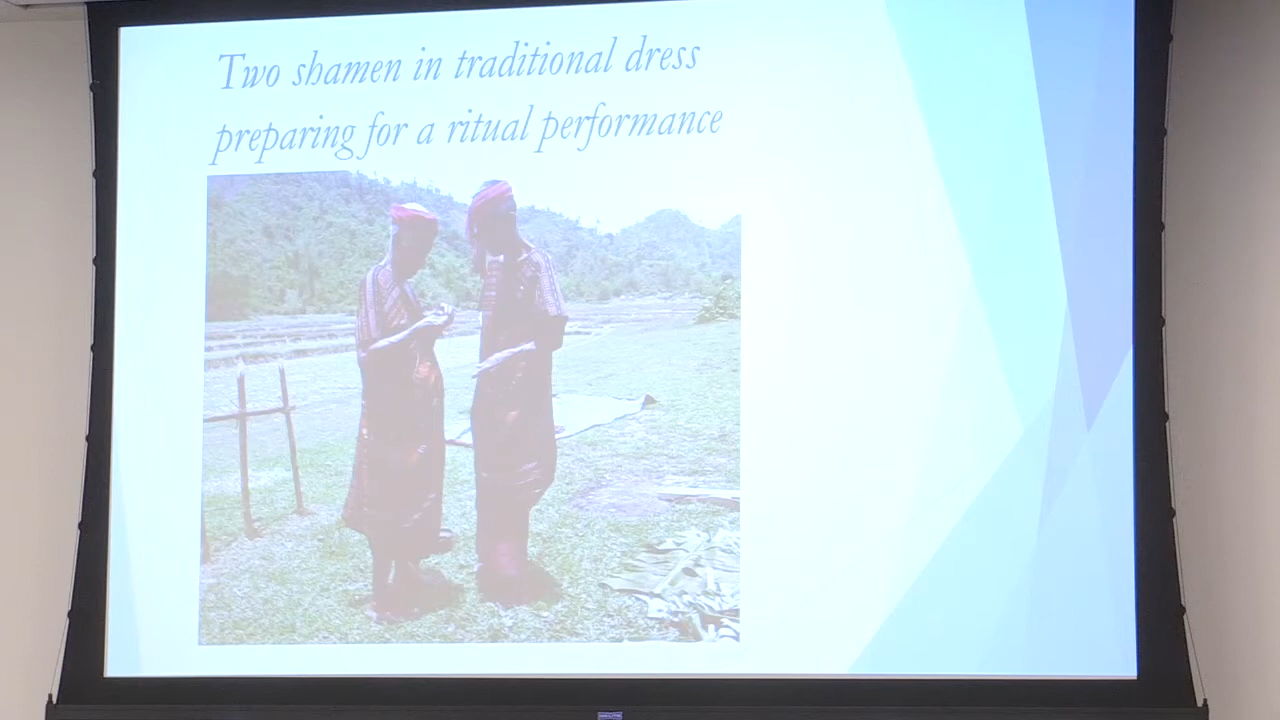 Two shamen in traditional dress
preparing for a ritual performance